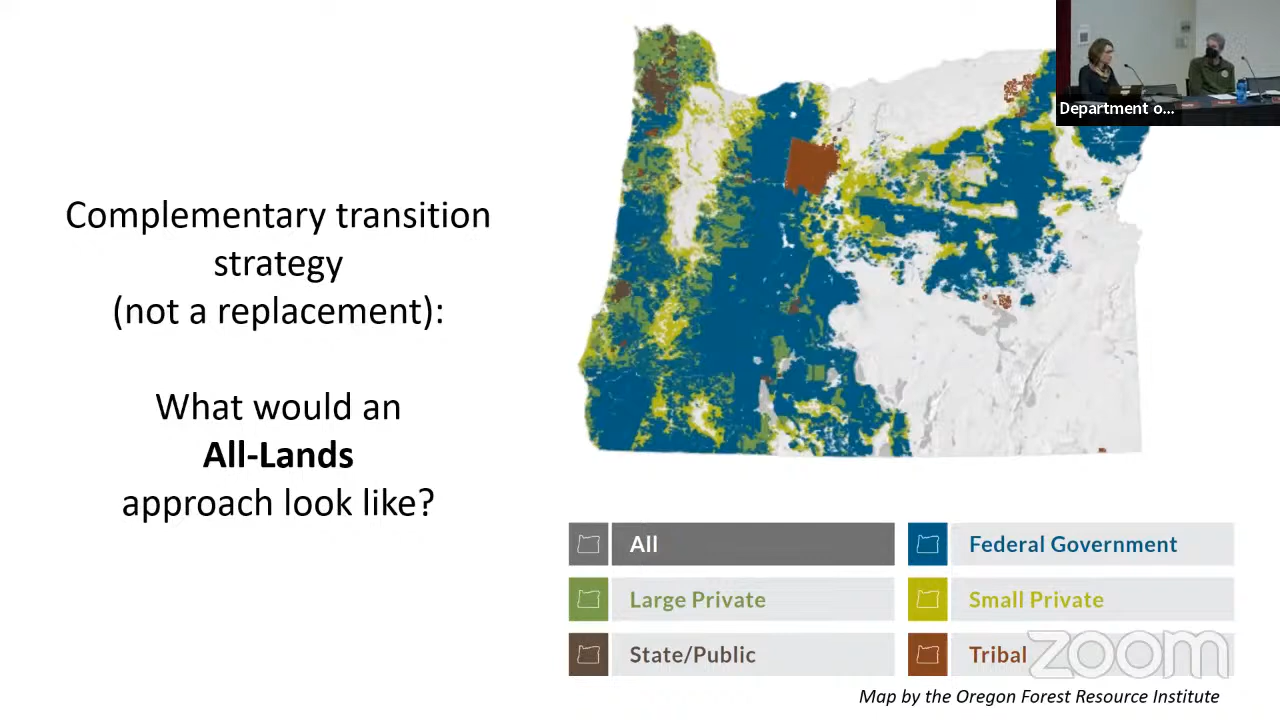 Complementary transition
strategy
(not a replacement):
What would an
All-Lands
approach look like?
Department o...
All
Federal Government
Large Private
Small Private
State/Public
Tribal
zoom
Map by the Oregon Forest Resource Institute